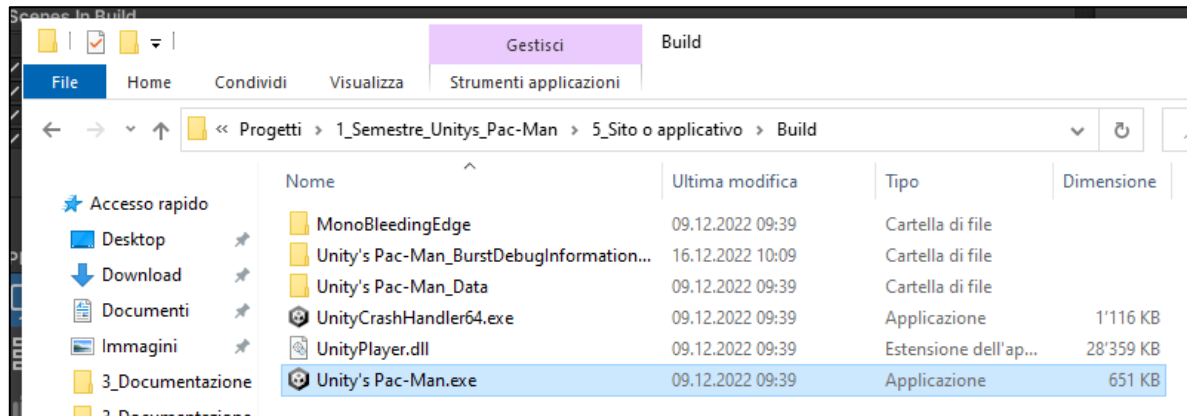 Scenes In Build
Gestisci Build
File Home Condividi Visualizza Strumenti applicazioni
« Progetti › 1_Semestre_Unitys_Pac-Man › 5_Sito o applicativo › Build
Nome Ultima modifica Tipo Dimensione
Accesso rapido
Desktop
Download
Documenti
Immagini
3_Documentazione
3_Documentazione
MonoBleedingEdge 09.12.2022 09:39 Cartella di file
Unity's Pac-Man_BurstDebugInformation... 16.12.2022 10:09 Cartella di file
Unity's Pac-Man_Data 09.12.2022 09:39 Cartella di file
UnityCrashHandler64.exe 09.12.2022 09:39 Applicazione 1'116 KB
UnityPlayer.dll 09.12.2022 09:39 Estensione dell'ap... 28'359 KB
Unity's Pac-Man.exe 09.12.2022 09:39 Applicazione 651 KB